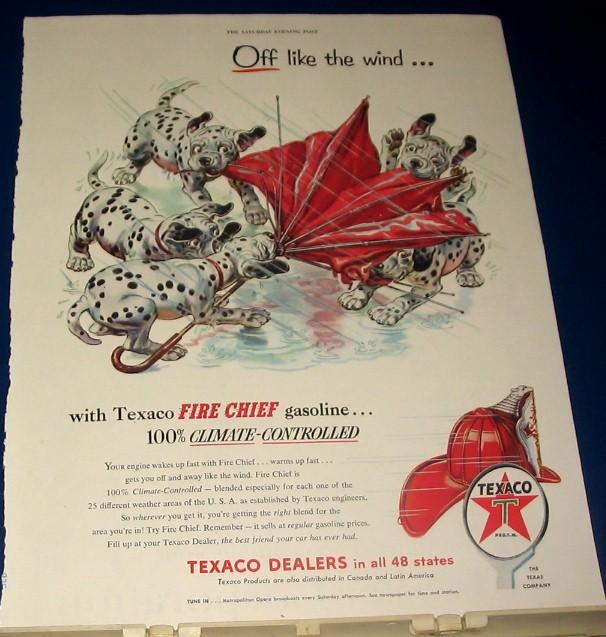 THE SATURDAY EVENING POST
Off like the wind ...
with Texaco FIRE CHIEF gasoline...
100% CLIMATE-CONTROLLED
YOUR engine wakes up fast with Fire Chief . . . warms up fast . . .
gets you off and away like the wind. Fire Chief is
100% Climate-Controlled — blended especially for each one of the
25 different weather areas of the U. S. A. as established by Texaco engineers.
So wherever you get it, you're getting the right blend for the
area you're in! Try Fire Chief. Remember — it sells at regular gasoline prices.
Fill up at your Texaco Dealer, the best friend your car has ever had.
TEXACO
T
TEXACO DEALERS in all 48 states
Texaco Products are also distributed in Canada and Latin America
THE
TEXAS
COMPANY
TUNE IN . . . Metropolitan Opera broadcasts every Saturday afternoon. See newspaper for time and station.